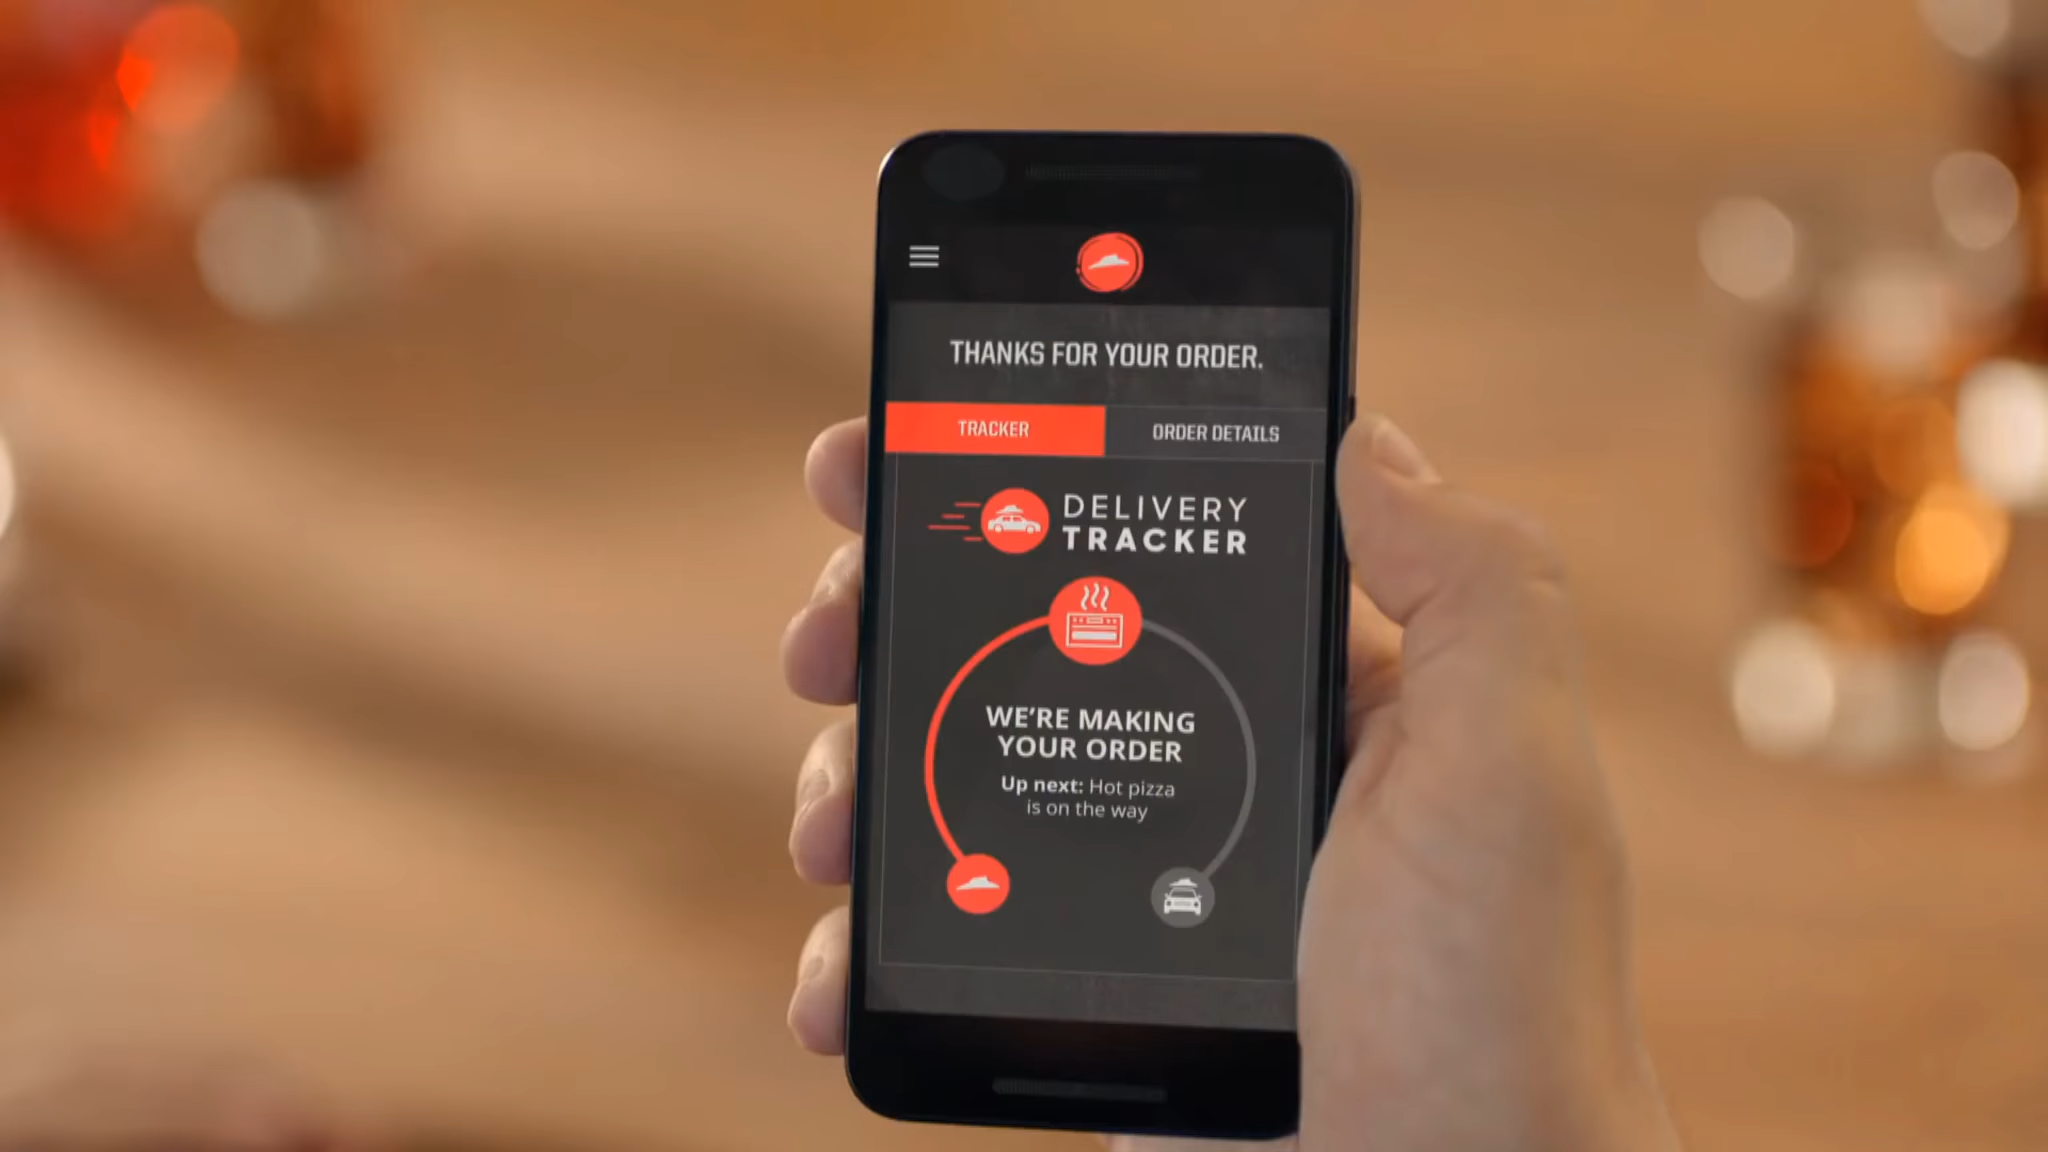 THANKS FOR YOUR ORDER.
TRACKER
ORDER DETAILS
DELIVERY
TRACKER
WE'RE MAKING
YOUR ORDER
Up next: Hot pizza
is on the way